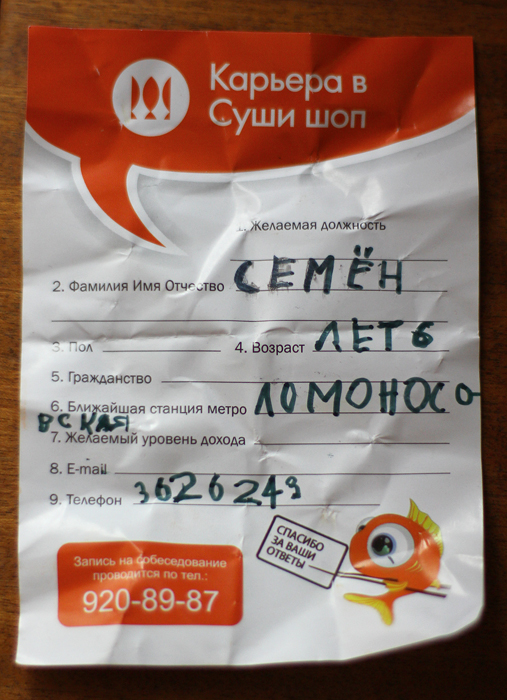 Карьера в
Суши шоп
1. Желаемая должность
2. Фамилия Имя Отчество СЕМЁН
3. Пол 4. Возраст ЛЕТ 6
5. Гражданство
6. Ближайшая станция метро ЛОМОНОСО
ВСКАЯ
7. Желаемый уровень дохода
8. E-mail
9. Телефон 3626249
СПАСИБО
ЗА ВАШИ
ОТВЕТЫ
Запись на собеседование
проводится по тел.:
920-89-87